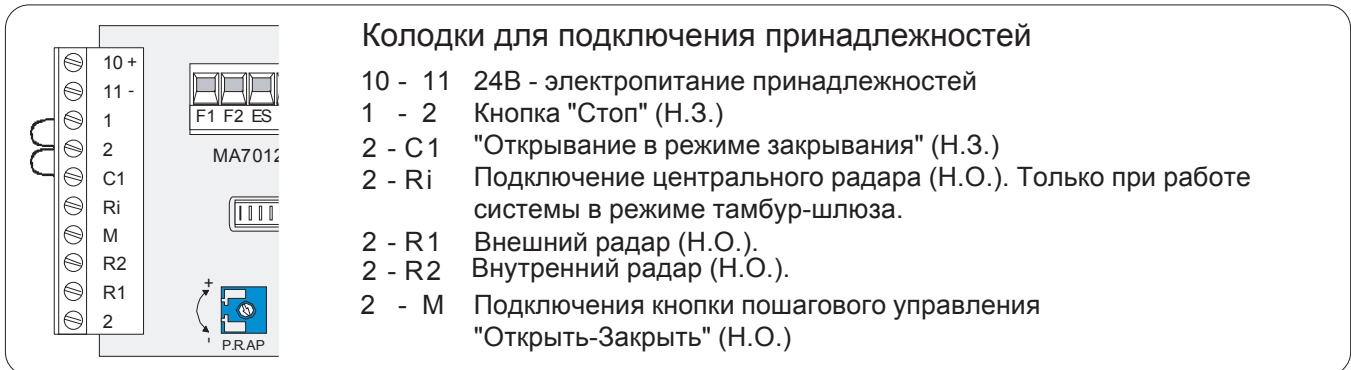 Колодки для подключения принадлежностей
10 +
11 -
1
2
C1
Ri
M
R2
R1
2
F1 F2 ES
MA7012
+
-
P.R.AP
10 - 11 24В - электропитание принадлежностей
1 - 2 Кнопка "Стоп" (Н.З.)
2 - C1 "Открывание в режиме закрывания" (Н.З.)
2 - Ri Подключение центрального радара (Н.О.). Только при работе
системы в режиме тамбур-шлюза.
2 - R1 Внешний радар (Н.О.).
2 - R2 Внутренний радар (Н.О.).
2 - M Подключения кнопки пошагового управления
"Открыть-Закрыть" (Н.О.)